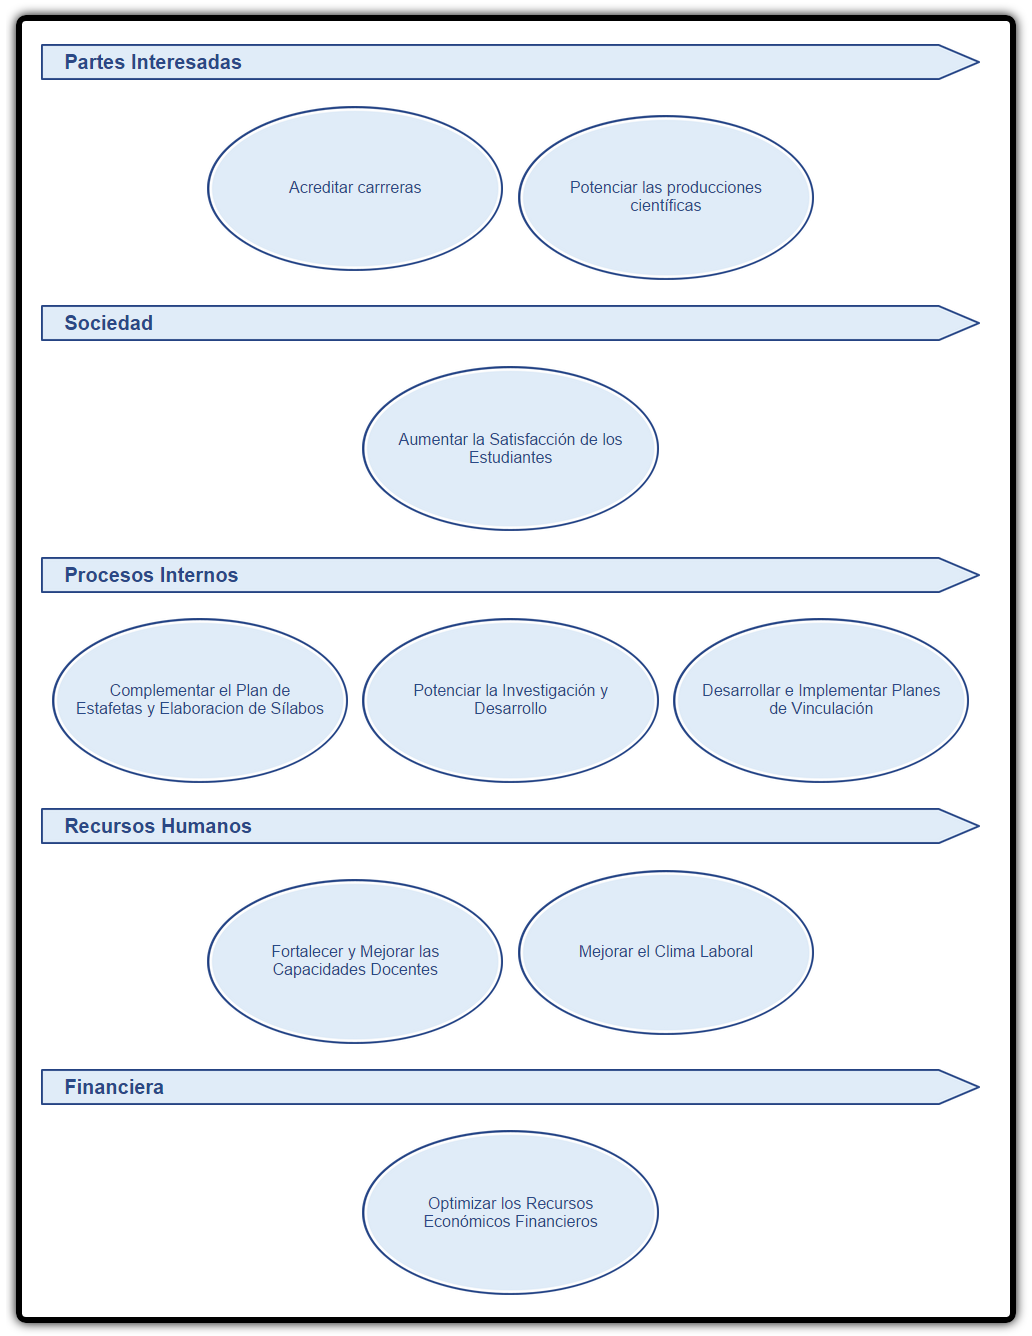 Partes Interesadas
Acreditar carrreras
Potenciar las producciones
científicas
Sociedad
Aumentar la Satisfacción de los
Estudiantes
Procesos Internos
Complementar el Plan de
Estafetas y Elaboracion de Sílabos
Potenciar la Investigación y
Desarrollo
Desarrollar e Implementar Planes
de Vinculación
Recursos Humanos
Fortalecer y Mejorar las
Capacidades Docentes
Mejorar el Clima Laboral
Financiera
Optimizar los Recursos
Económicos Financieros